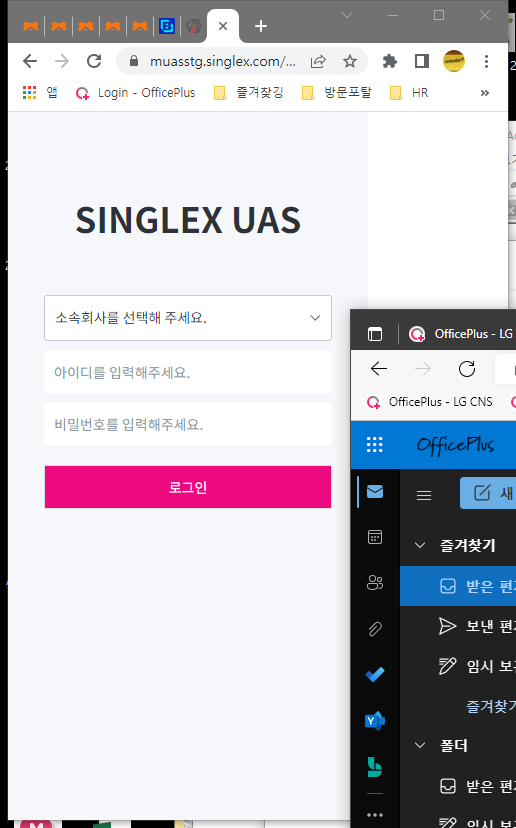 muasstg.singlex.com/...
앱
Login - OfficePlus
즐겨찾깅
방문포탈
HR
SINGLEX UAS
소속회사를 선택해 주세요.
아이디를 입력해주세요.
비밀번호를 입력해주세요.
로그인
OfficePlus - LG
OfficePlus - LG CNS
OfficePlus
새
즐겨찾기
받은 편
보낸 편
임시 보
즐겨찾기
폴더
받은 편
임시 보